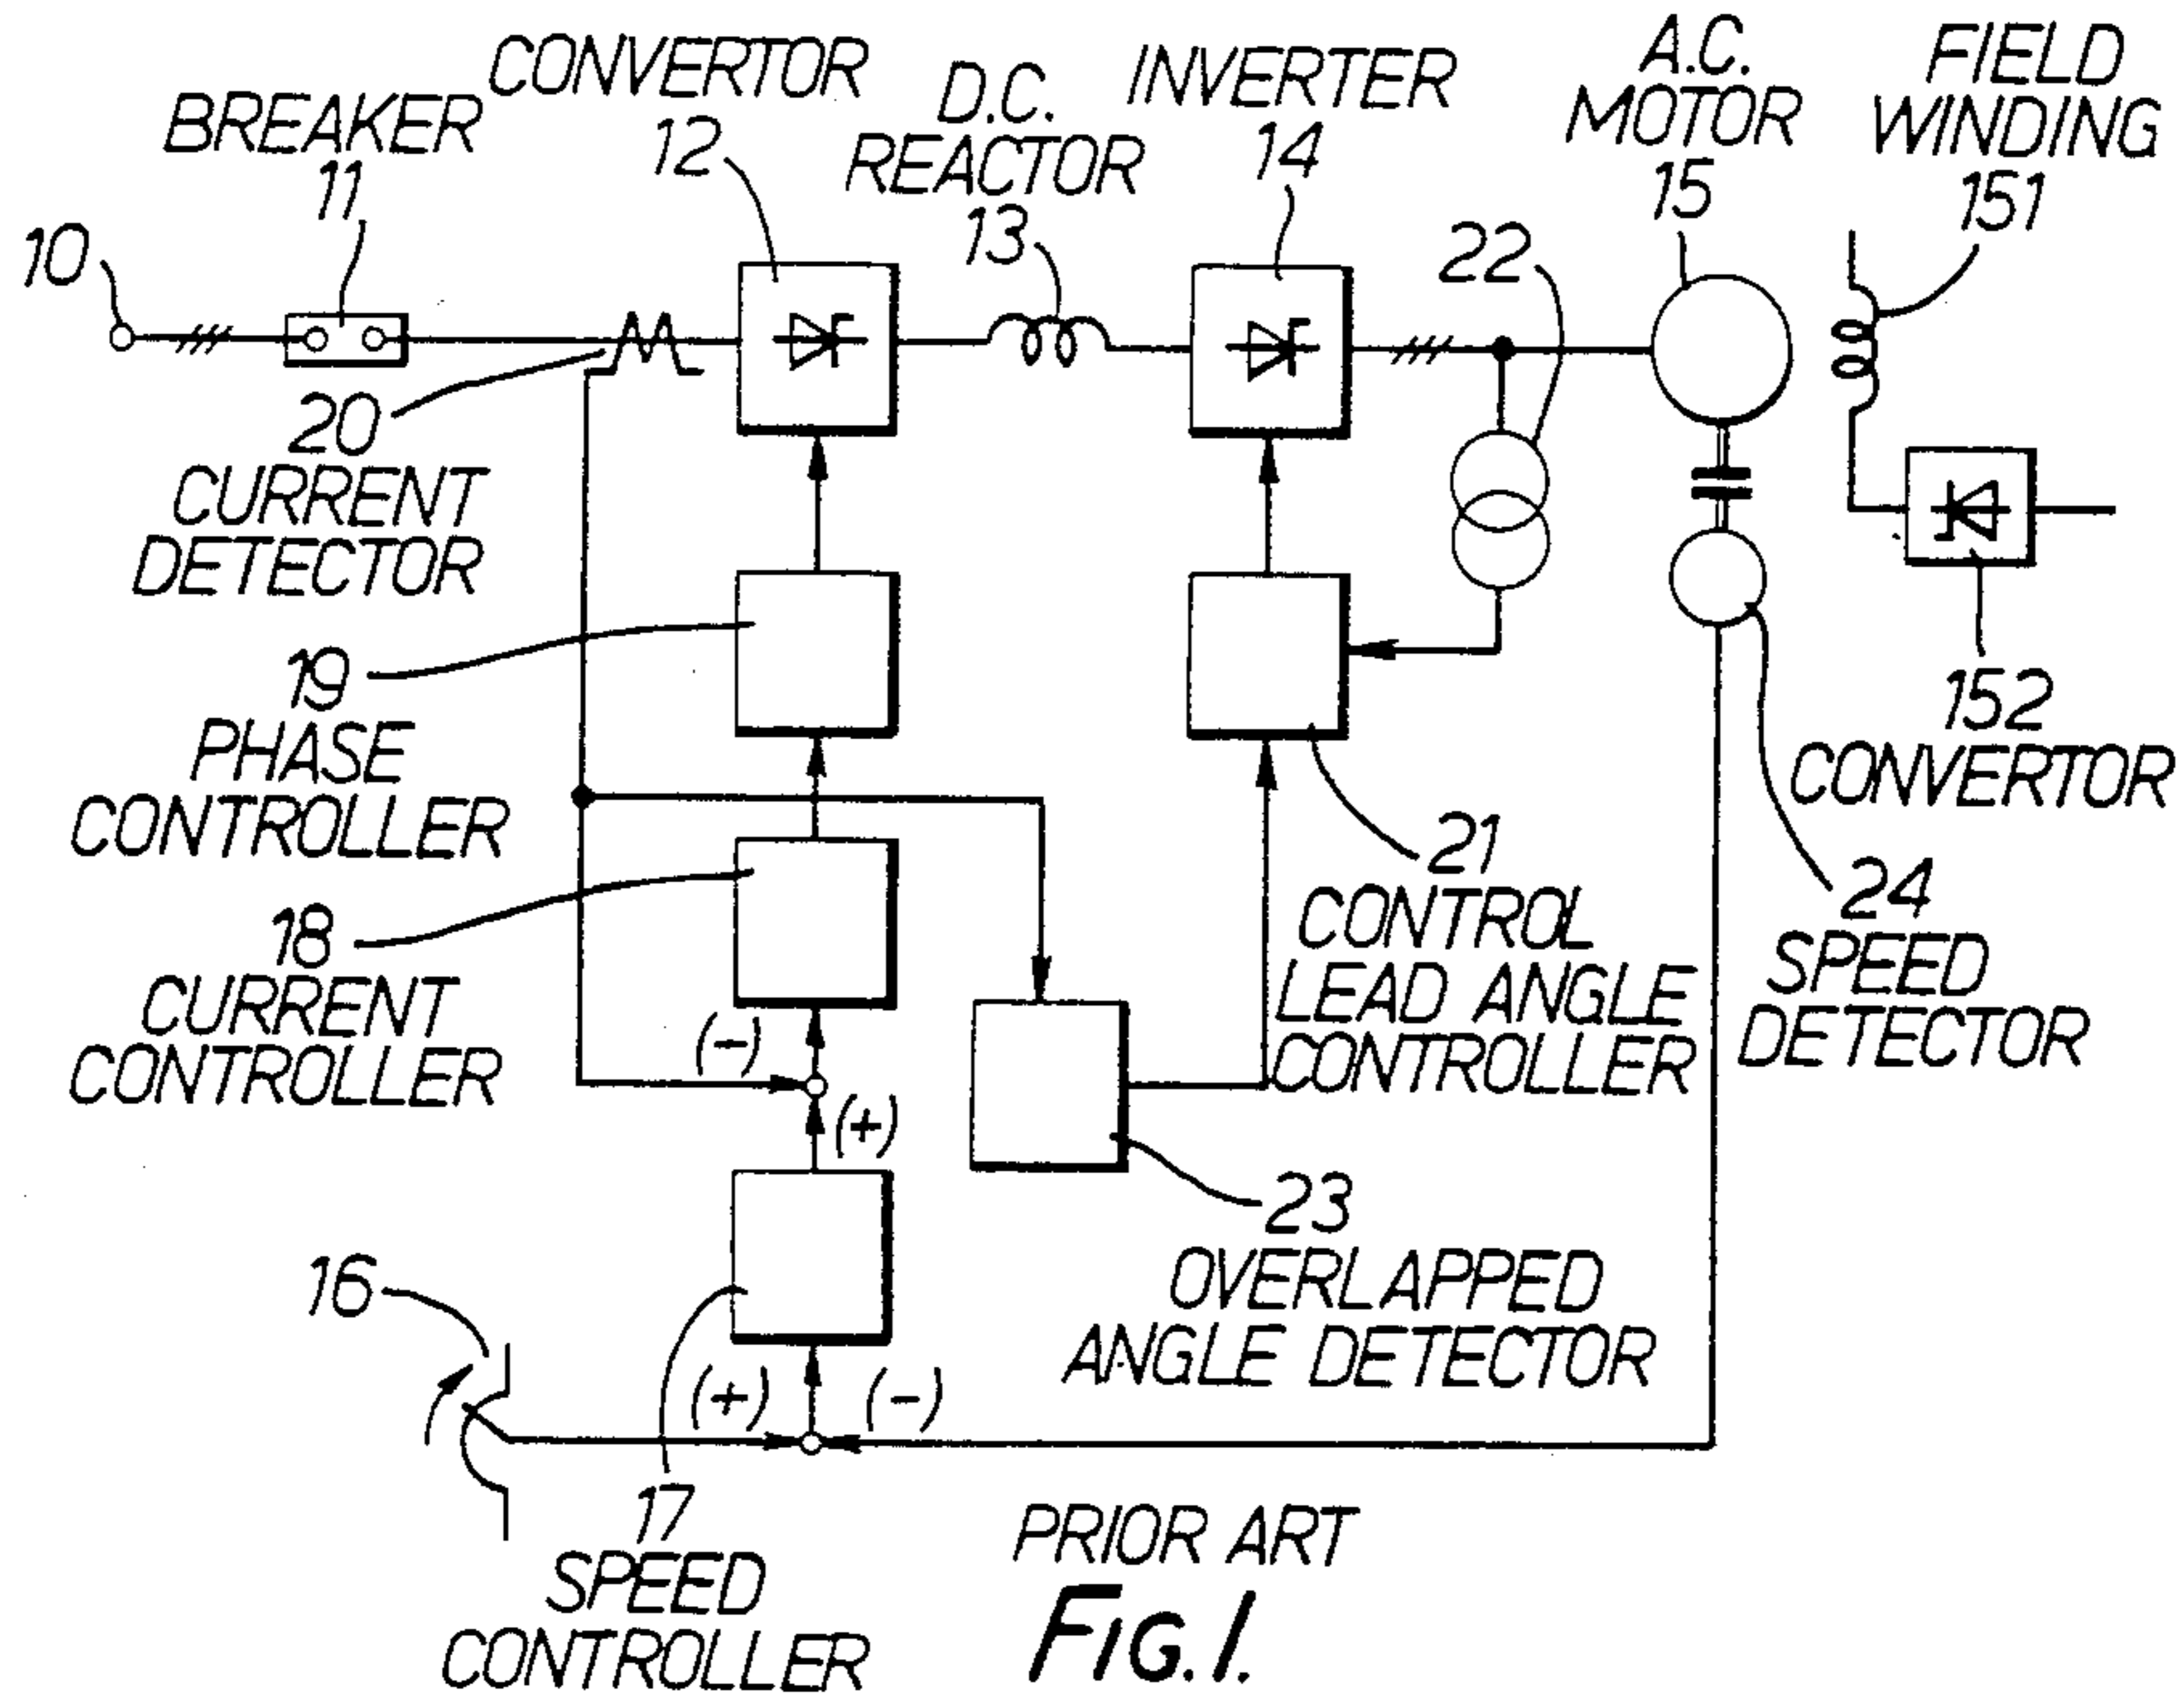 CONVERTOR
12
BREAKER
11
D.C.
REACTOR
13
INVERTER
14
A.C.
MOTOR
15
FIELD
WINDING
151
10
22
20
CURRENT
DETECTOR
19
PHASE
CONTROLLER
152
CONVERTOR
21
CONTROL
LEAD ANGLE
CONTROLLER
24
SPEED
DETECTOR
18
CURRENT
CONTROLLER
(-)
(+)
23
OVERLAPPED
ANGLE DETECTOR
16
(+)
(-)
17
SPEED
CONTROLLER
PRIOR ART
FIG. 1.